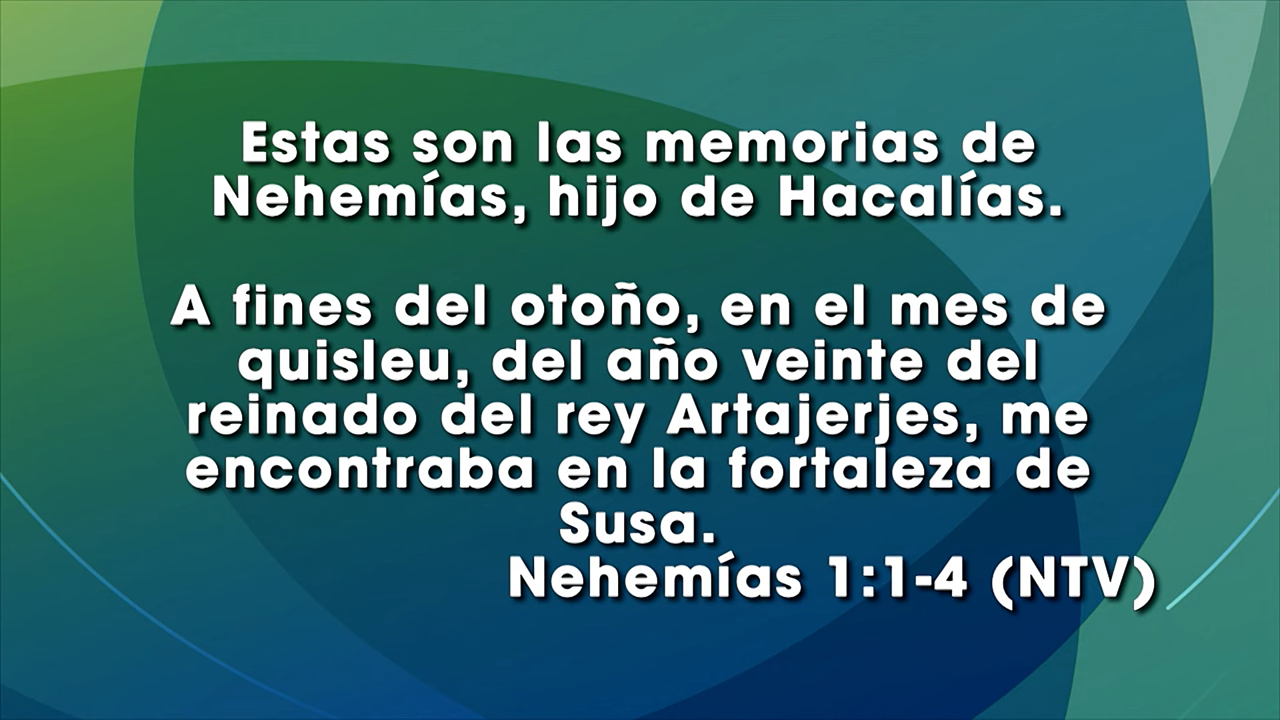 Estas son las memorias de
Nehemías, hijo de Hacalías.
A fines del otoño, en el mes de
quisleu, del año veinte del
reinado del rey Artajerjes, me
encontraba en la fortaleza de
Susa.
Nehemías 1:1-4 (NTV)